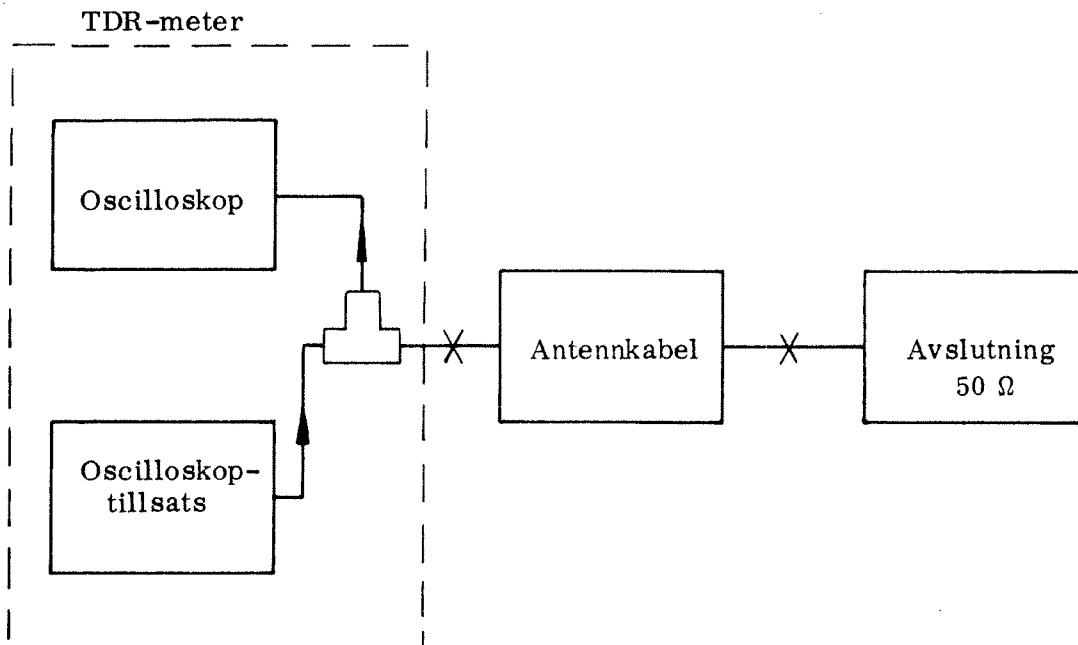 TDR-meter
Oscilloskop
Oscilloskop-
tillsats
Antennkabel
Avslutning
50 Ω